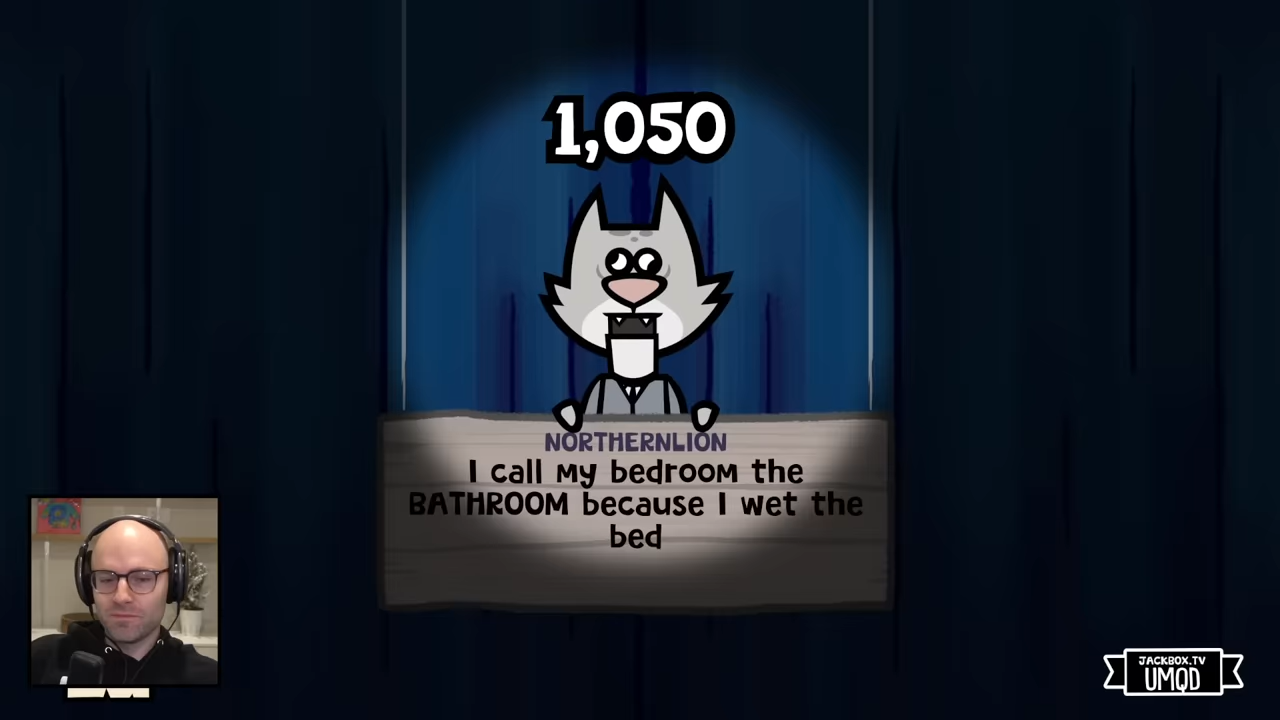 1,050
NORTHERNLION
I call my bedroom the
BATHROOM because I wet the
bed
JACKBOX.TV
UMQD